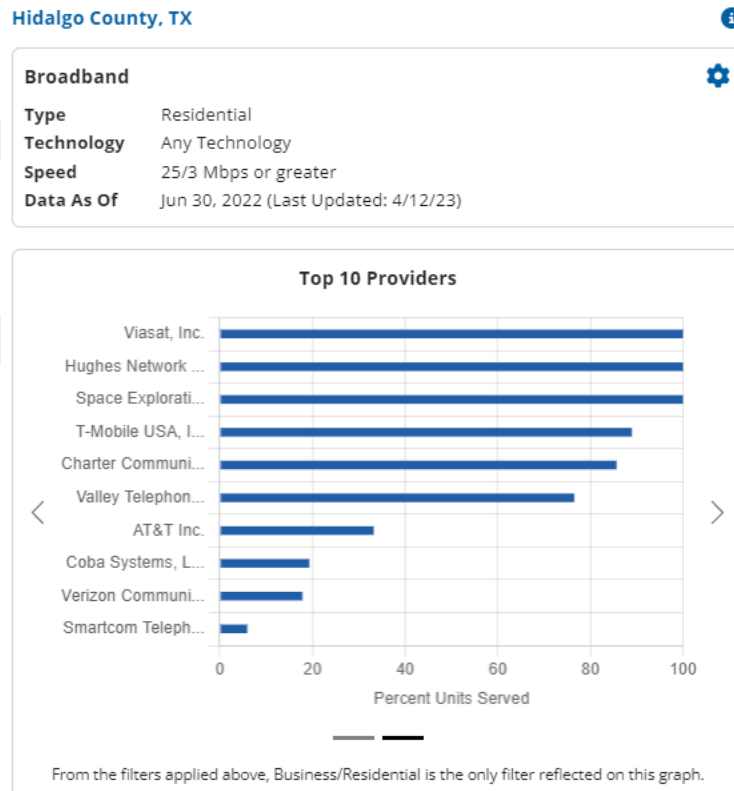 Hidalgo County, TX
Broadband
Type Residential
Technology Any Technology
Speed 25/3 Mbps or greater
Data As Of Jun 30, 2022 (Last Updated: 4/12/23)
Top 10 Providers
Viasat, Inc.
Hughes Network ...
Space Explorati...
T-Mobile USA, I...
Charter Communi...
Valley Telephon...
AT&T Inc.
Coba Systems, L...
Verizon Communi...
Smartcom Teleph...
0 20 40 60 80 100
Percent Units Served
From the filters applied above, Business/Residential is the only filter reflected on this graph.